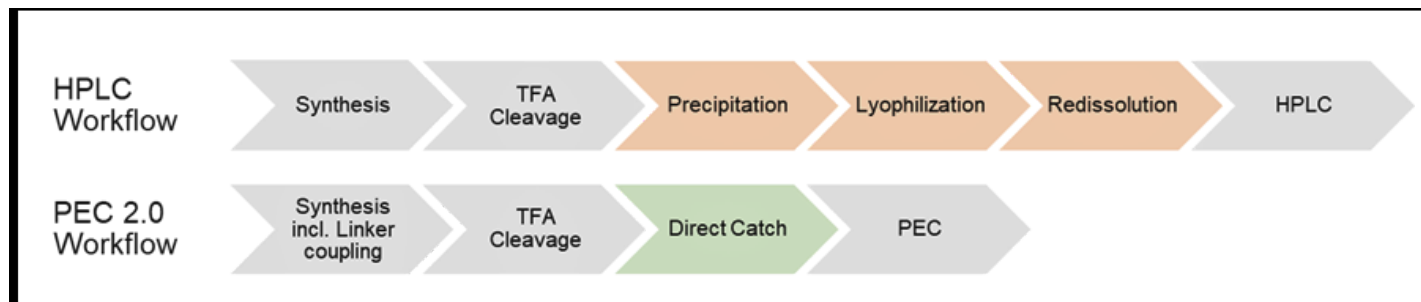 HPLC
Workflow
Synthesis
TFA
Cleavage
Precipitation
Lyophilization
Redissolution
HPLC
PEC 2.0
Workflow
Synthesis
incl. Linker
coupling
TFA
Cleavage
Direct Catch
PEC